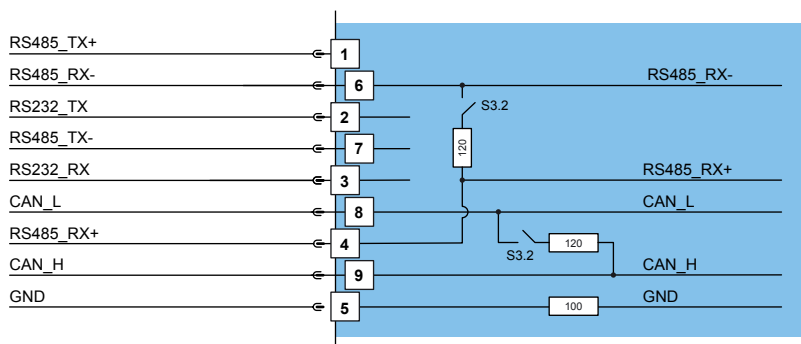 RS485_TX+ 1
RS485_RX- 6 RS485_RX-
S3.2
RS232_TX 2
120
RS485_TX- 7
RS232_RX 3 RS485_RX+
CAN_L 8 CAN_L
RS485_RX+ 4 120
S3.2
CAN_H 9 CAN_H
GND 5 100 GND